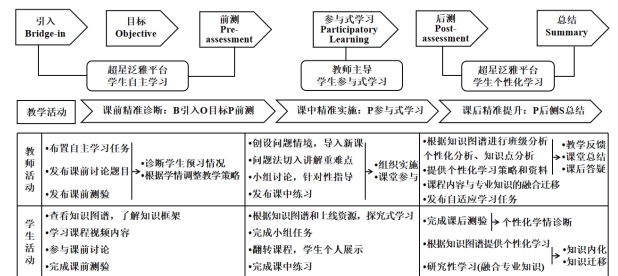 引入
Bridge-in
目标
Objective
前测
Pre-
assessment
参与式学习
Participatory
Learning
后测
Post-
assessment
总结
Summary
超星泛雅平台
学生自主学习
教师主导
学生参与式学习
超星泛雅平台
学生个性化学习
教学活动
课前精准诊断：B引入O目标P前测
课中精准实施：P参与式学习
课后精准提升：P后侧S总结
教师活动
•布置自主学习任务
•发布课前讨论题目
•发布课前测验
•诊断学生预习情况
•根据学情调整教学策略
•创设问题情境，导入新课
•问题法切入讲解重难点
•小组讨论，针对性指导
•发布课中练习
•组织实施
•课堂参与
•根据知识图谱进行班级分析
个性化分析、知识点分析
•提供个性化学习策略和资料
•课程内容与专业知识的融合迁移
•发布自适应学习任务
•教学反馈
•课堂总结
•课后答疑
学生活动
•查看知识图谱，了解知识框架
•学习课程视频内容
•参与课前讨论
•完成课前测验
•根据知识图谱和上线资源，探究式学习
•完成小组任务
•翻转课程，学生个人展示
•完成课中练习
•完成课后测验
•个性化学情诊断
•根据知识图谱提供个性化学习
•研究性学习(融合专业知识)
•知识内化
•知识迁移